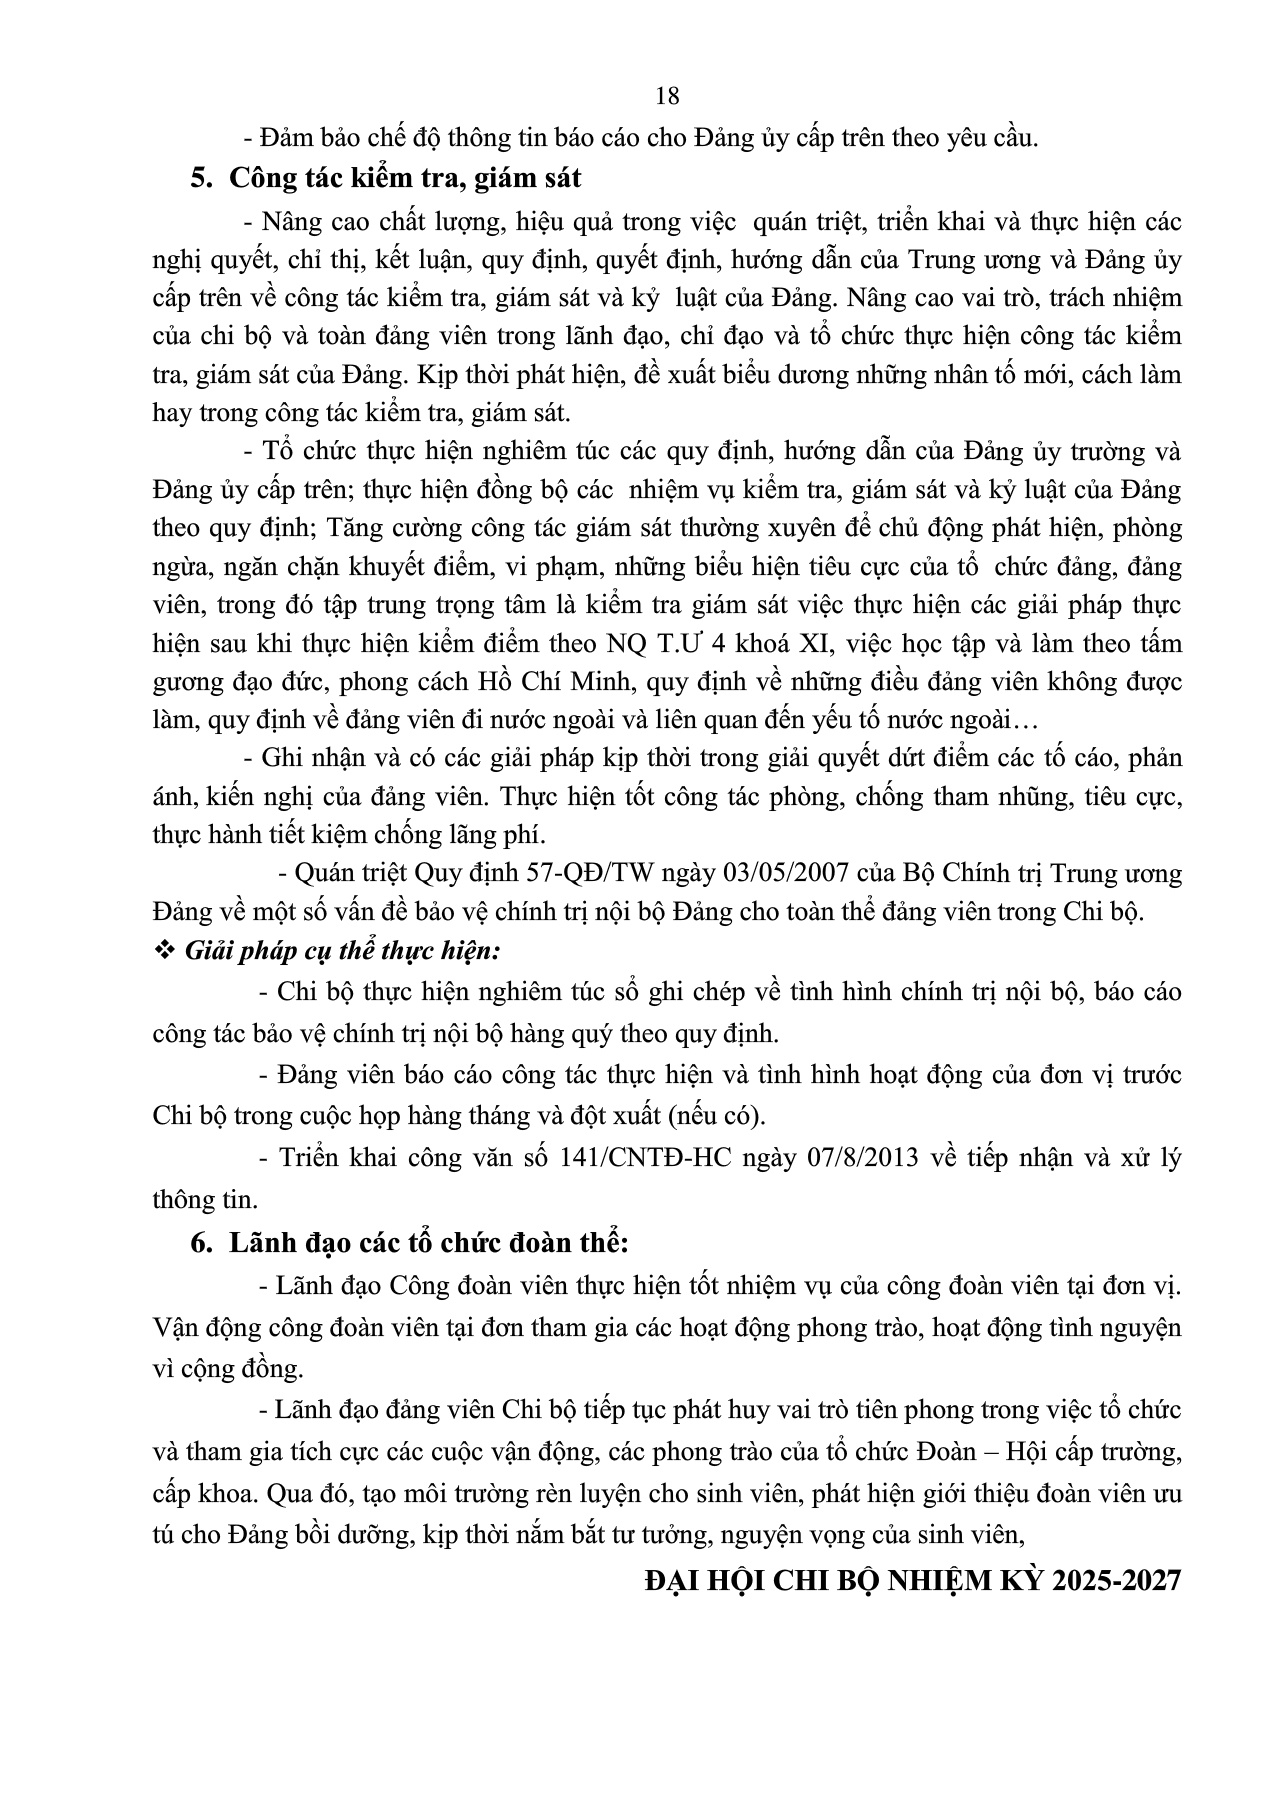 18
- Đảm bảo chế độ thông tin báo cáo cho Đảng ủy cấp trên theo yêu cầu.
5. Công tác kiểm tra, giám sát
- Nâng cao chất lượng, hiệu quả trong việc quán triệt, triển khai và thực hiện các
nghị quyết, chỉ thị, kết luận, quy định, quyết định, hướng dẫn của Trung ương và Đảng ủy
cấp trên về công tác kiểm tra, giám sát và kỷ luật của Đảng. Nâng cao vai trò, trách nhiệm
của chi bộ và toàn đảng viên trong lãnh đạo, chỉ đạo và tổ chức thực hiện công tác kiểm
tra, giám sát của Đảng. Kịp thời phát hiện, đề xuất biểu dương những nhân tố mới, cách làm
hay trong công tác kiểm tra, giám sát.
- Tổ chức thực hiện nghiêm túc các quy định, hướng dẫn của Đảng ủy trường và
Đảng ủy cấp trên; thực hiện đồng bộ các nhiệm vụ kiểm tra, giám sát và kỷ luật của Đảng
theo quy định; Tăng cường công tác giám sát thường xuyên để chủ động phát hiện, phòng
ngừa, ngăn chặn khuyết điểm, vi phạm, những biểu hiện tiêu cực của tổ chức đảng, đảng
viên, trong đó tập trung trọng tâm là kiểm tra giám sát việc thực hiện các giải pháp thực
hiện sau khi thực hiện kiểm điểm theo NQ T.Ư 4 khoá XI, việc học tập và làm theo tấm
gương đạo đức, phong cách Hồ Chí Minh, quy định về những điều đảng viên không được
làm, quy định về đảng viên đi nước ngoài và liên quan đến yếu tố nước ngoài…
- Ghi nhận và có các giải pháp kịp thời trong giải quyết dứt điểm các tố cáo, phản
ánh, kiến nghị của đảng viên. Thực hiện tốt công tác phòng, chống tham nhũng, tiêu cực,
thực hành tiết kiệm chống lãng phí.
- Quán triệt Quy định 57-QĐ/TW ngày 03/05/2007 của Bộ Chính trị Trung ương
Đảng về một số vấn đề bảo vệ chính trị nội bộ Đảng cho toàn thể đảng viên trong Chi bộ.
❖ Giải pháp cụ thể thực hiện:
- Chi bộ thực hiện nghiêm túc sổ ghi chép về tình hình chính trị nội bộ, báo cáo
công tác bảo vệ chính trị nội bộ hàng quý theo quy định.
- Đảng viên báo cáo công tác thực hiện và tình hình hoạt động của đơn vị trước
Chi bộ trong cuộc họp hàng tháng và đột xuất (nếu có).
- Triển khai công văn số 141/CNTĐ-HC ngày 07/8/2013 về tiếp nhận và xử lý
thông tin.
6. Lãnh đạo các tổ chức đoàn thể:
- Lãnh đạo Công đoàn viên thực hiện tốt nhiệm vụ của công đoàn viên tại đơn vị.
Vận động công đoàn viên tại đơn tham gia các hoạt động phong trào, hoạt động tình nguyện
vì cộng đồng.
- Lãnh đạo đảng viên Chi bộ tiếp tục phát huy vai trò tiên phong trong việc tổ chức
và tham gia tích cực các cuộc vận động, các phong trào của tổ chức Đoàn – Hội cấp trường,
cấp khoa. Qua đó, tạo môi trường rèn luyện cho sinh viên, phát hiện giới thiệu đoàn viên ưu
tú cho Đảng bồi dưỡng, kịp thời nắm bắt tư tưởng, nguyện vọng của sinh viên,
ĐẠI HỘI CHI BỘ NHIỆM KỲ 2025-2027